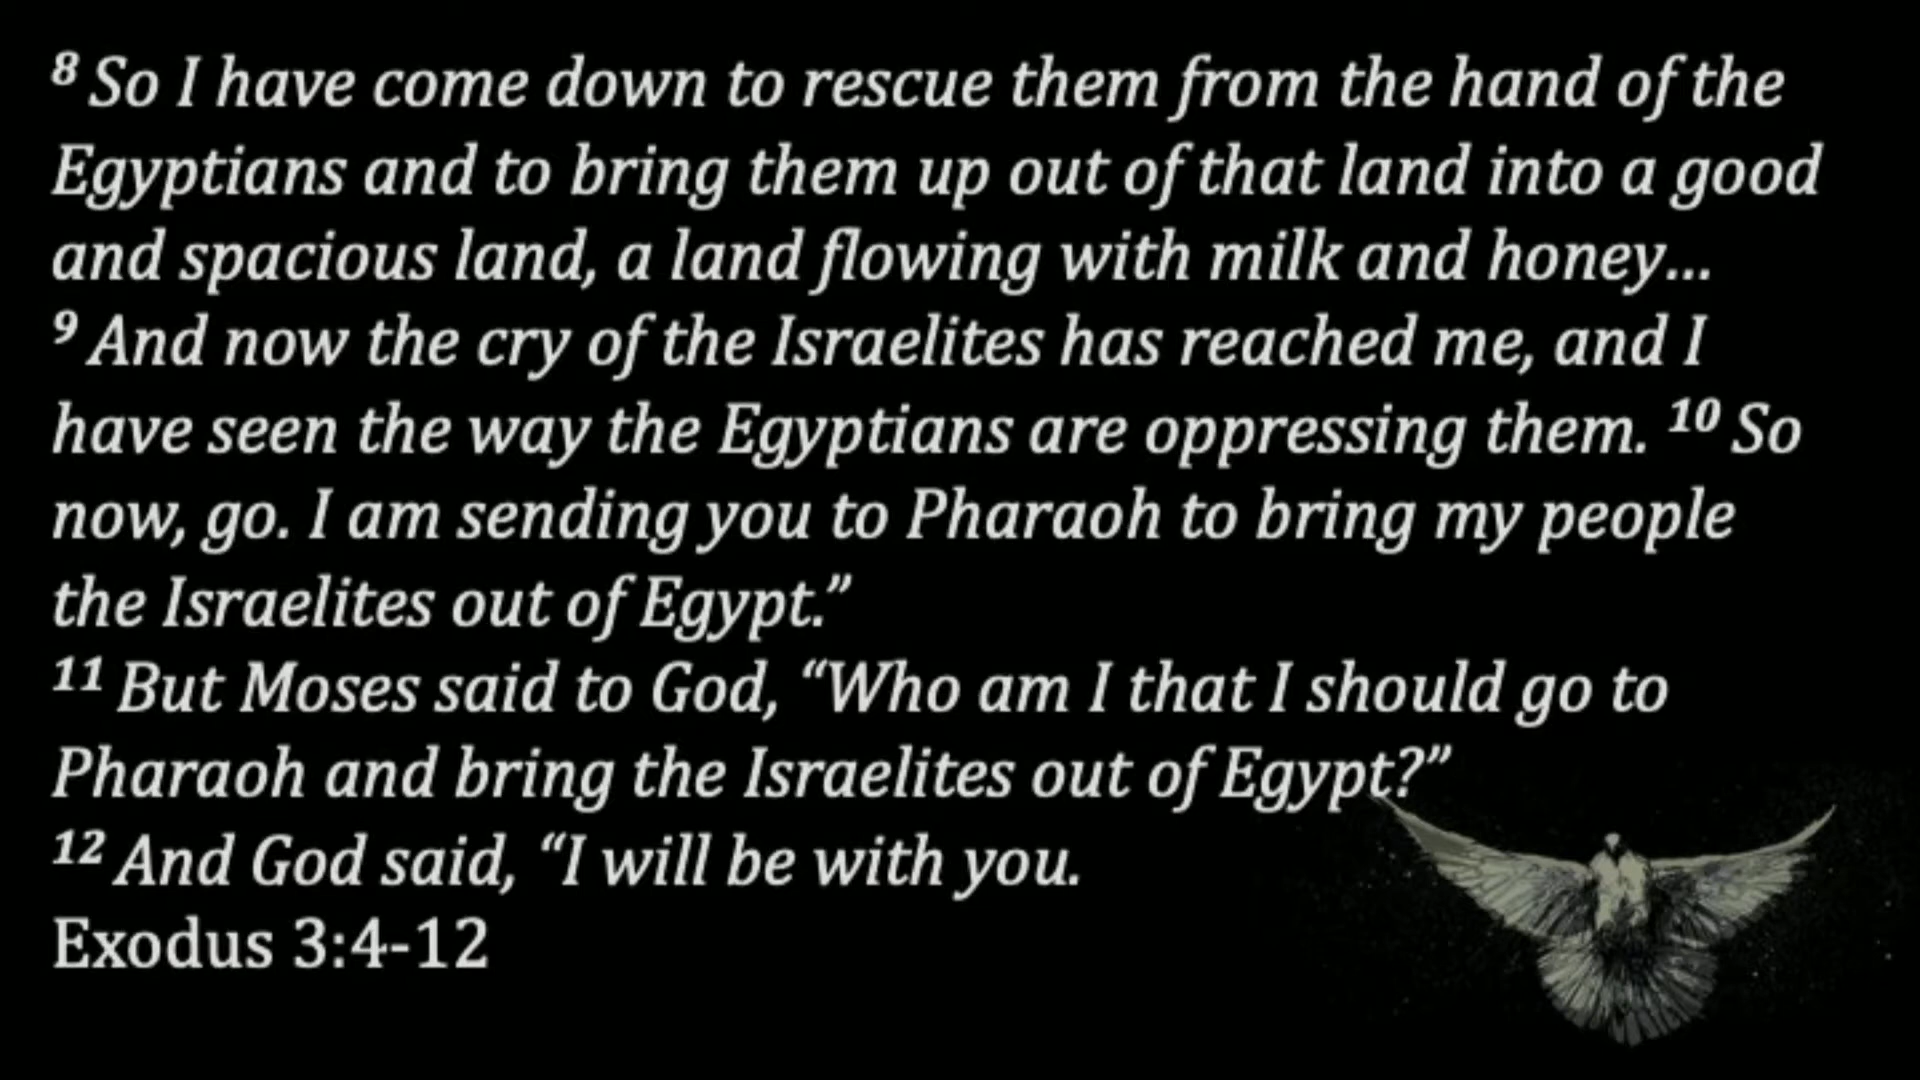 8 So I have come down to rescue them from the hand of the
Egyptians and to bring them up out of that land into a good
and spacious land, a land flowing with milk and honey...
9 And now the cry of the Israelites has reached me, and I
have seen the way the Egyptians are oppressing them. 10 So
now, go. I am sending you to Pharaoh to bring my people
the Israelites out of Egypt.”
11 But Moses said to God, “Who am I that I should go to
Pharaoh and bring the Israelites out of Egypt?”
12 And God said, “I will be with you.
Exodus 3:4-12